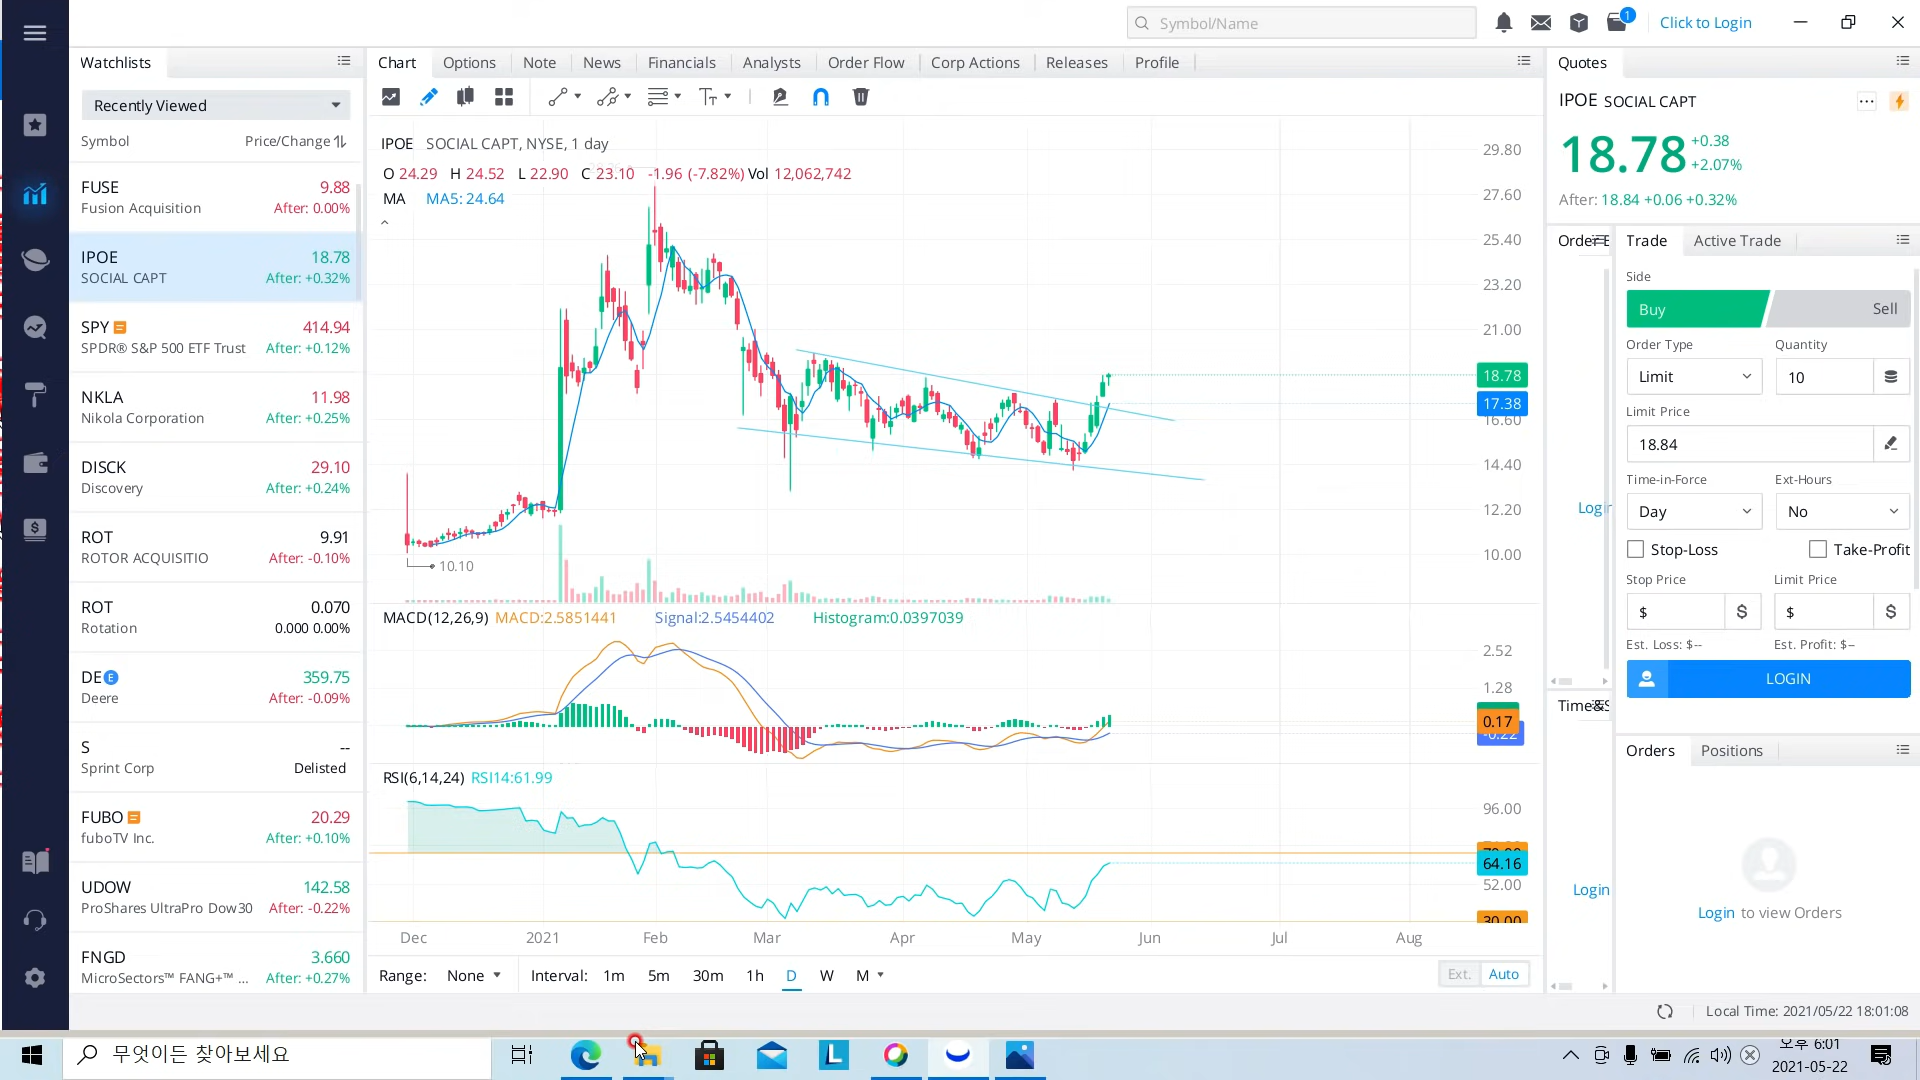 Symbol/Name
1
Click to Login
Watchlists
Recently Viewed
Symbol Price/Change
FUSE 9.88
Fusion Acquisition After: 0.00%
IPOE 18.78
SOCIAL CAPT After: +0.32%
SPY 414.94
SPDR® S&P 500 ETF Trust After: +0.12%
NKLA 11.98
Nikola Corporation After: +0.25%
DISCK 29.10
Discovery After: +0.24%
ROT 9.91
ROTOR ACQUISITIO After: -0.10%
ROT 0.070
Rotation 0.000 0.00%
DE E 359.75
Deere After: -0.09%
S --
Sprint Corp Delisted
FUBO 20.29
fuboTV Inc. After: +0.10%
UDOW 142.58
ProShares UltraPro Dow30 After: -0.22%
FNGD 3.660
MicroSectors™ FANG+™ ... After: +0.27%
Chart Options Note News Financials Analysts Order Flow Corp Actions Releases Profile
IPOE SOCIAL CAPT, NYSE, 1 day
O 24.29 H 24.52 L 22.90 C 23.10 -1.96 (-7.82%) Vol 12,062,742
MA MA5: 24.64
29.80
27.60
25.40
23.20
21.00
18.78
17.38
16.60
14.40
12.20
10.00
10.10
MACD(12,26,9) MACD:2.5851441 Signal:2.5454402 Histogram:0.0397039
2.52
1.28
0.17
-0.22
RSI(6,14,24) RSI14:61.99
96.00
70.00
64.16
52.00
30.00
Dec 2021 Feb Mar Apr May Jun Jul Aug
Range: None Interval: 1m 5m 30m 1h D W M Ext. Auto
Quotes
IPOE SOCIAL CAPT
18.78 +0.38
+2.07%
After: 18.84 +0.06 +0.32%
Trade Active Trade
Side
Buy Sell
Order Type Quantity
Limit 10
Limit Price
18.84
Time-in-Force Ext-Hours
Day No
Stop-Loss Take-Profit
Stop Price Limit Price
$ $ $ $
Est. Loss: $-- Est. Profit: $--
LOGIN
Login
Orders Positions
Login to view Orders
Local Time: 2021/05/22 18:01:08
무엇이든 찾아보세요
오후 6:01
2021-05-22